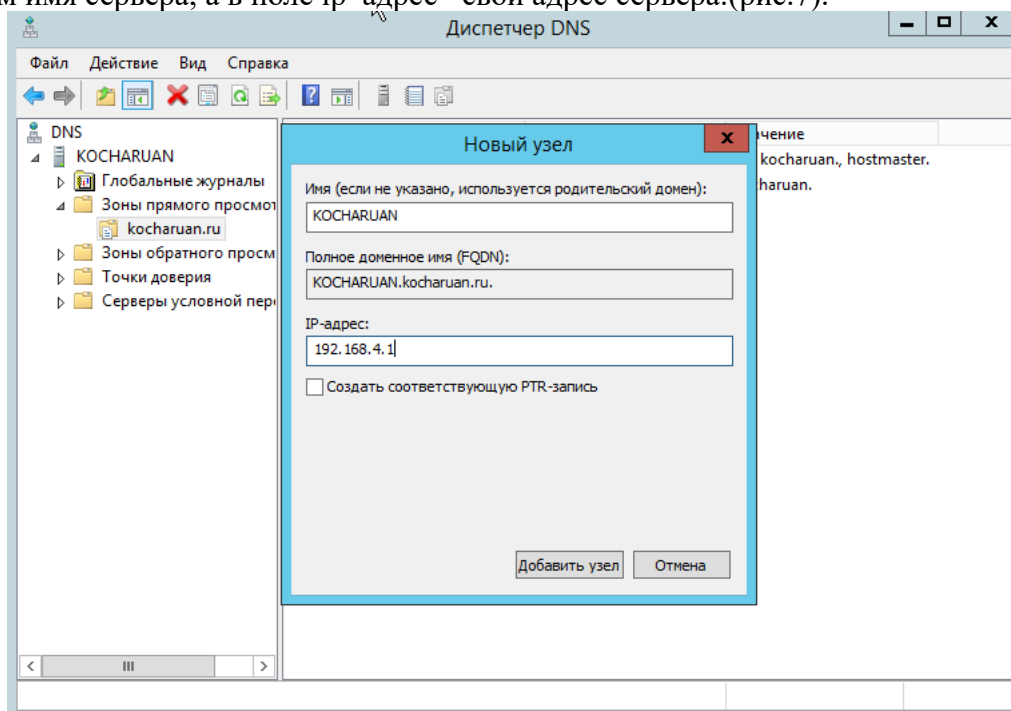 м имя сервера, а в поле ip-адрес - свой адрес сервера.(рис.7).
Диспетчер DNS
Файл Действие Вид Справка
DNS
KOCHARUAN
Глобальные журналы
Зоны прямого просмот
kocharuan.ru
Зоны обратного просм
Точки доверия
Серверы условной пер
чение
kocharuan., hostmaster.
charuan.
Новый узел
Имя (если не указано, используется родительский домен):
KOCHARUAN
Полное доменное имя (FQDN):
KOCHARUAN.kocharuan.ru.
IP-адрес:
192.168.4.1
Создать соответствующую PTR-запись
Добавить узел Отмена